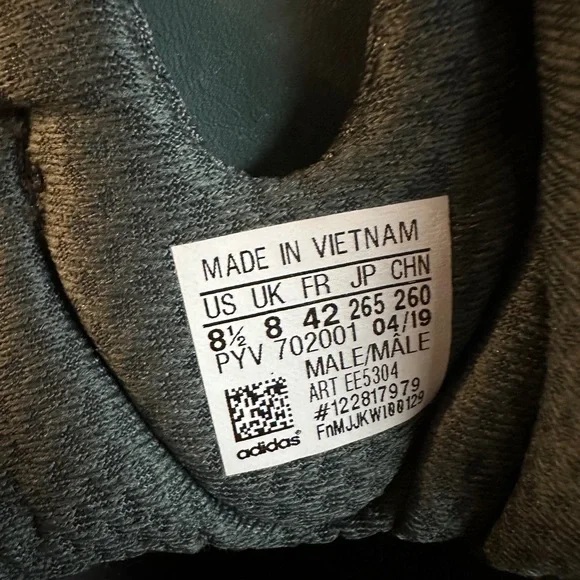 MADE IN VIETNAM
US UK FR JP CHN
8½ 8 42 265 260
PYV 702001 04/19
MALE/MÂLE
ART EE5304
#122817979
FnMJJKWI00129
adidas